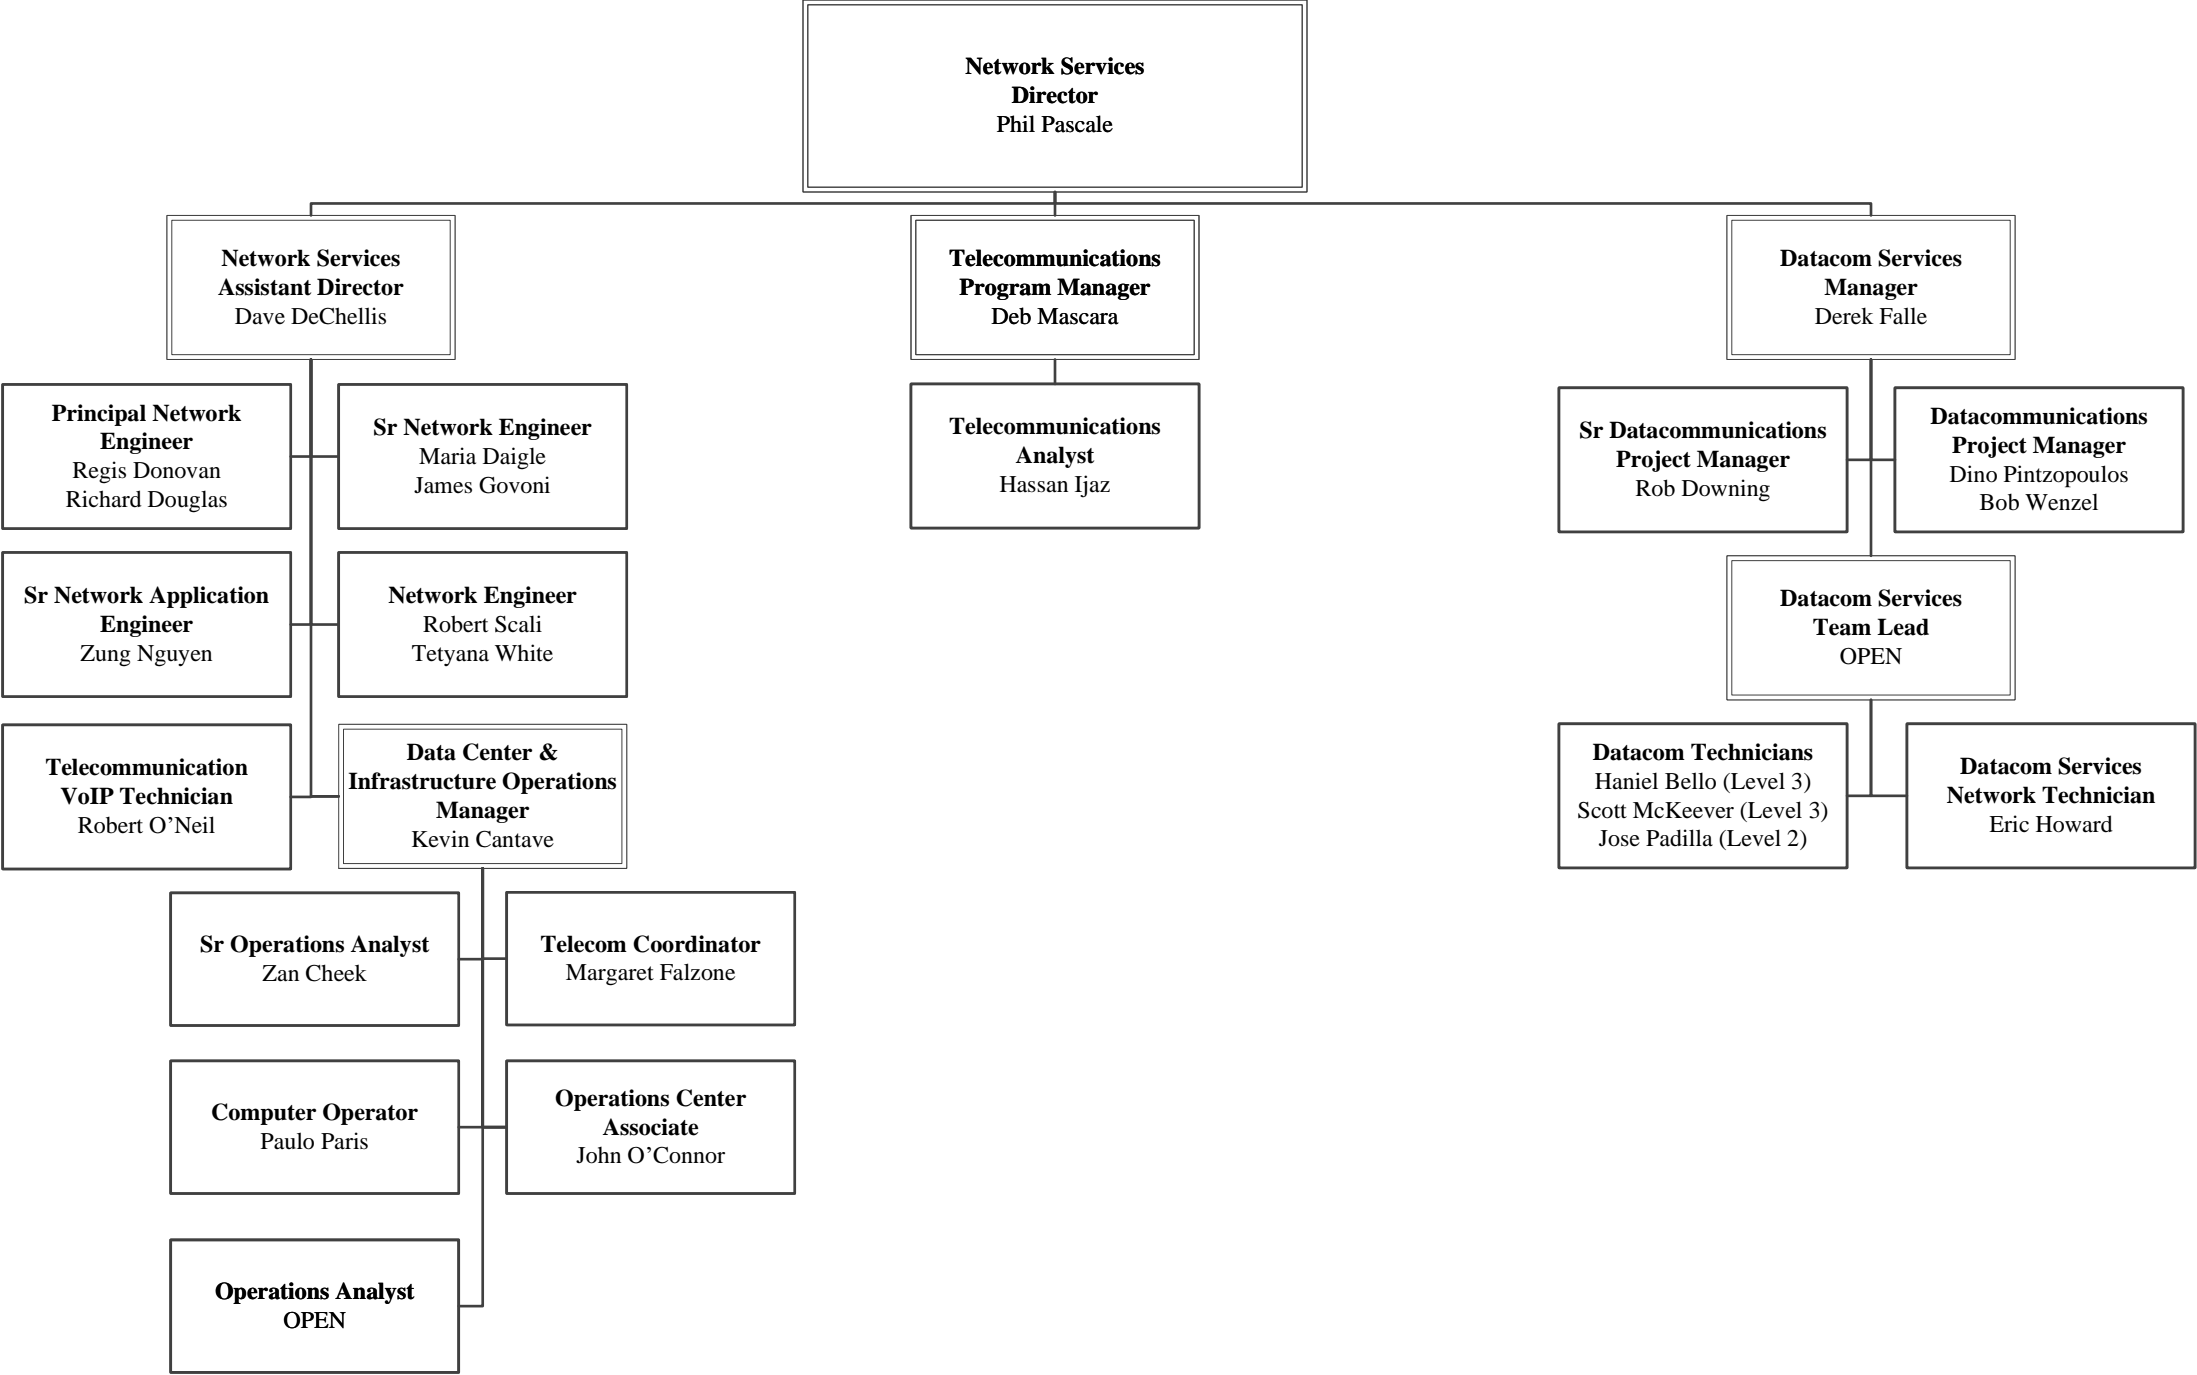 Network Services
Director
Phil Pascale
Network Services
Assistant Director
Dave DeChellis
Telecommunications
Program Manager
Deb Mascara
Datacom Services
Manager
Derek Falle
Principal Network
Engineer
Regis Donovan
Richard Douglas
Sr Network Engineer
Maria Daigle
James Govoni
Telecommunications
Analyst
Hassan Ijaz
Sr Datacommunications
Project Manager
Rob Downing
Datacommunications
Project Manager
Dino Pintzopoulos
Bob Wenzel
Sr Network Application
Engineer
Zung Nguyen
Network Engineer
Robert Scali
Tetyana White
Datacom Services
Team Lead
OPEN
Telecommunication
VoIP Technician
Robert O’Neil
Data Center &
Infrastructure Operations
Manager
Kevin Cantave
Datacom Technicians
Haniel Bello (Level 3)
Scott McKeever (Level 3)
Jose Padilla (Level 2)
Datacom Services
Network Technician
Eric Howard
Sr Operations Analyst
Zan Cheek
Telecom Coordinator
Margaret Falzone
Computer Operator
Paulo Paris
Operations Center
Associate
John O’Connor
Operations Analyst
OPEN